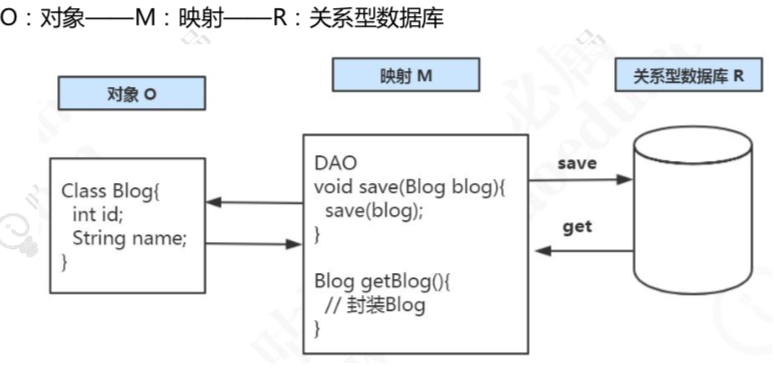 O：对象——M：映射——R：关系型数据库
对象 O
映射 M
关系型数据库 R
Class Blog{
int id;
String name;
}
DAO
void save(Blog blog){
save(blog);
}
Blog getBlog(){
// 封装Blog
}
save
get